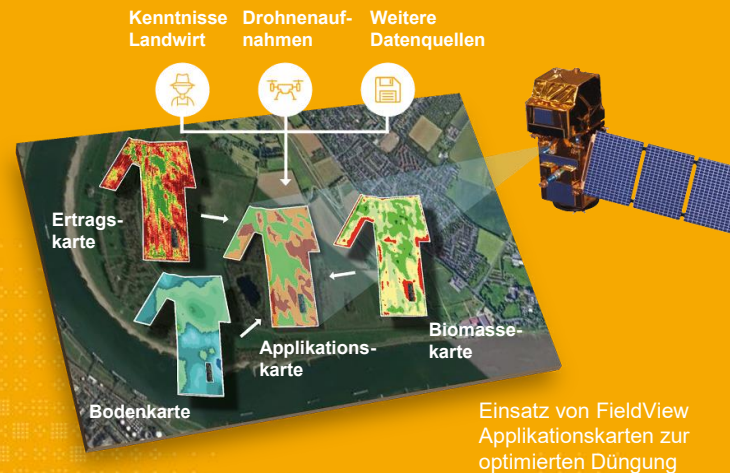 Kenntnisse
Landwirt
Drohnenauf-
nahmen
Weitere
Datenquellen
Ertrags-
karte
Bodenkarte
Applikations-
karte
Biomasse-
karte
Einsatz von FieldView
Applikationskarten zur
optimierten Düngung